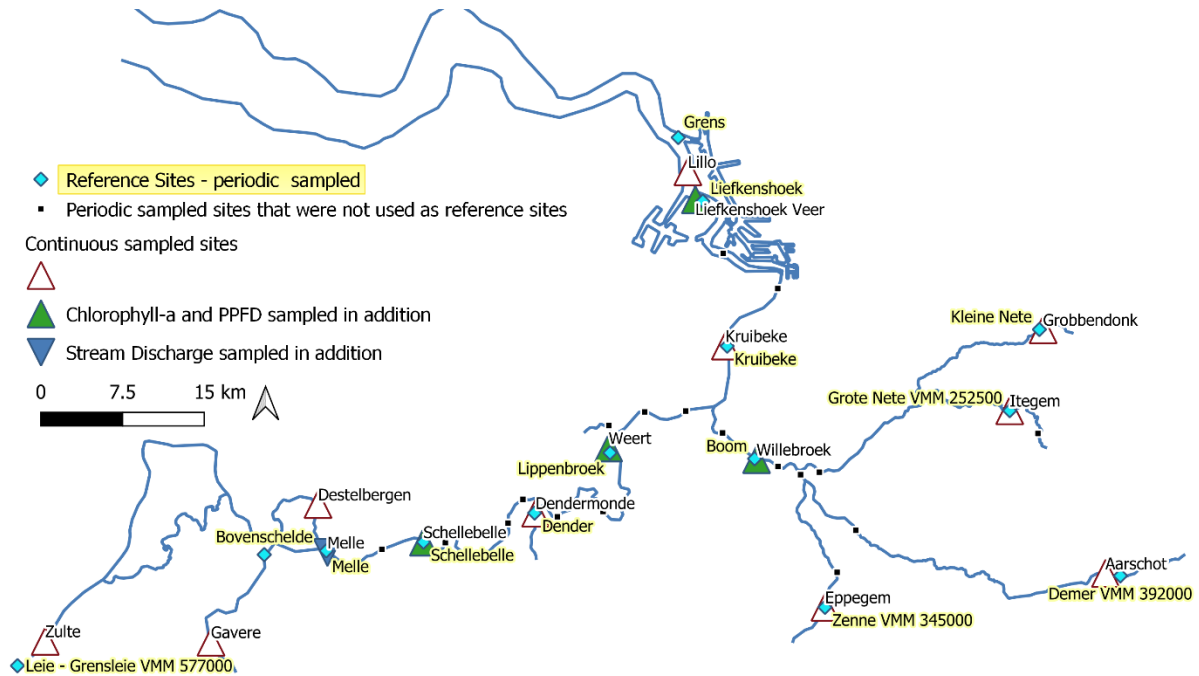 Grens
Lillo
Reference Sites - periodic sampled
Liefkenshoek
Periodic sampled sites that were not used as reference sites
Liefkenshoek Veer
Continuous sampled sites
Chlorophyll-a and PPFD sampled in addition
Stream Discharge sampled in addition
Kleine Nete
Grobbendonk
Kruibeke
Kruibeke
0 7.5 15 km
Grote Nete VMM 252500
Itegem
Weert
Boom
Willebroek
Lippenbroek
Destelbergen
Dendermonde
Dender
Bovenschelde
Melle
Melle
Schellebelle
Schellebelle
Aarschot
Demer VMM 392000
Eppegem
Zenne VMM 345000
Zulte
Gavere
Leie - Grensleie VMM 577000